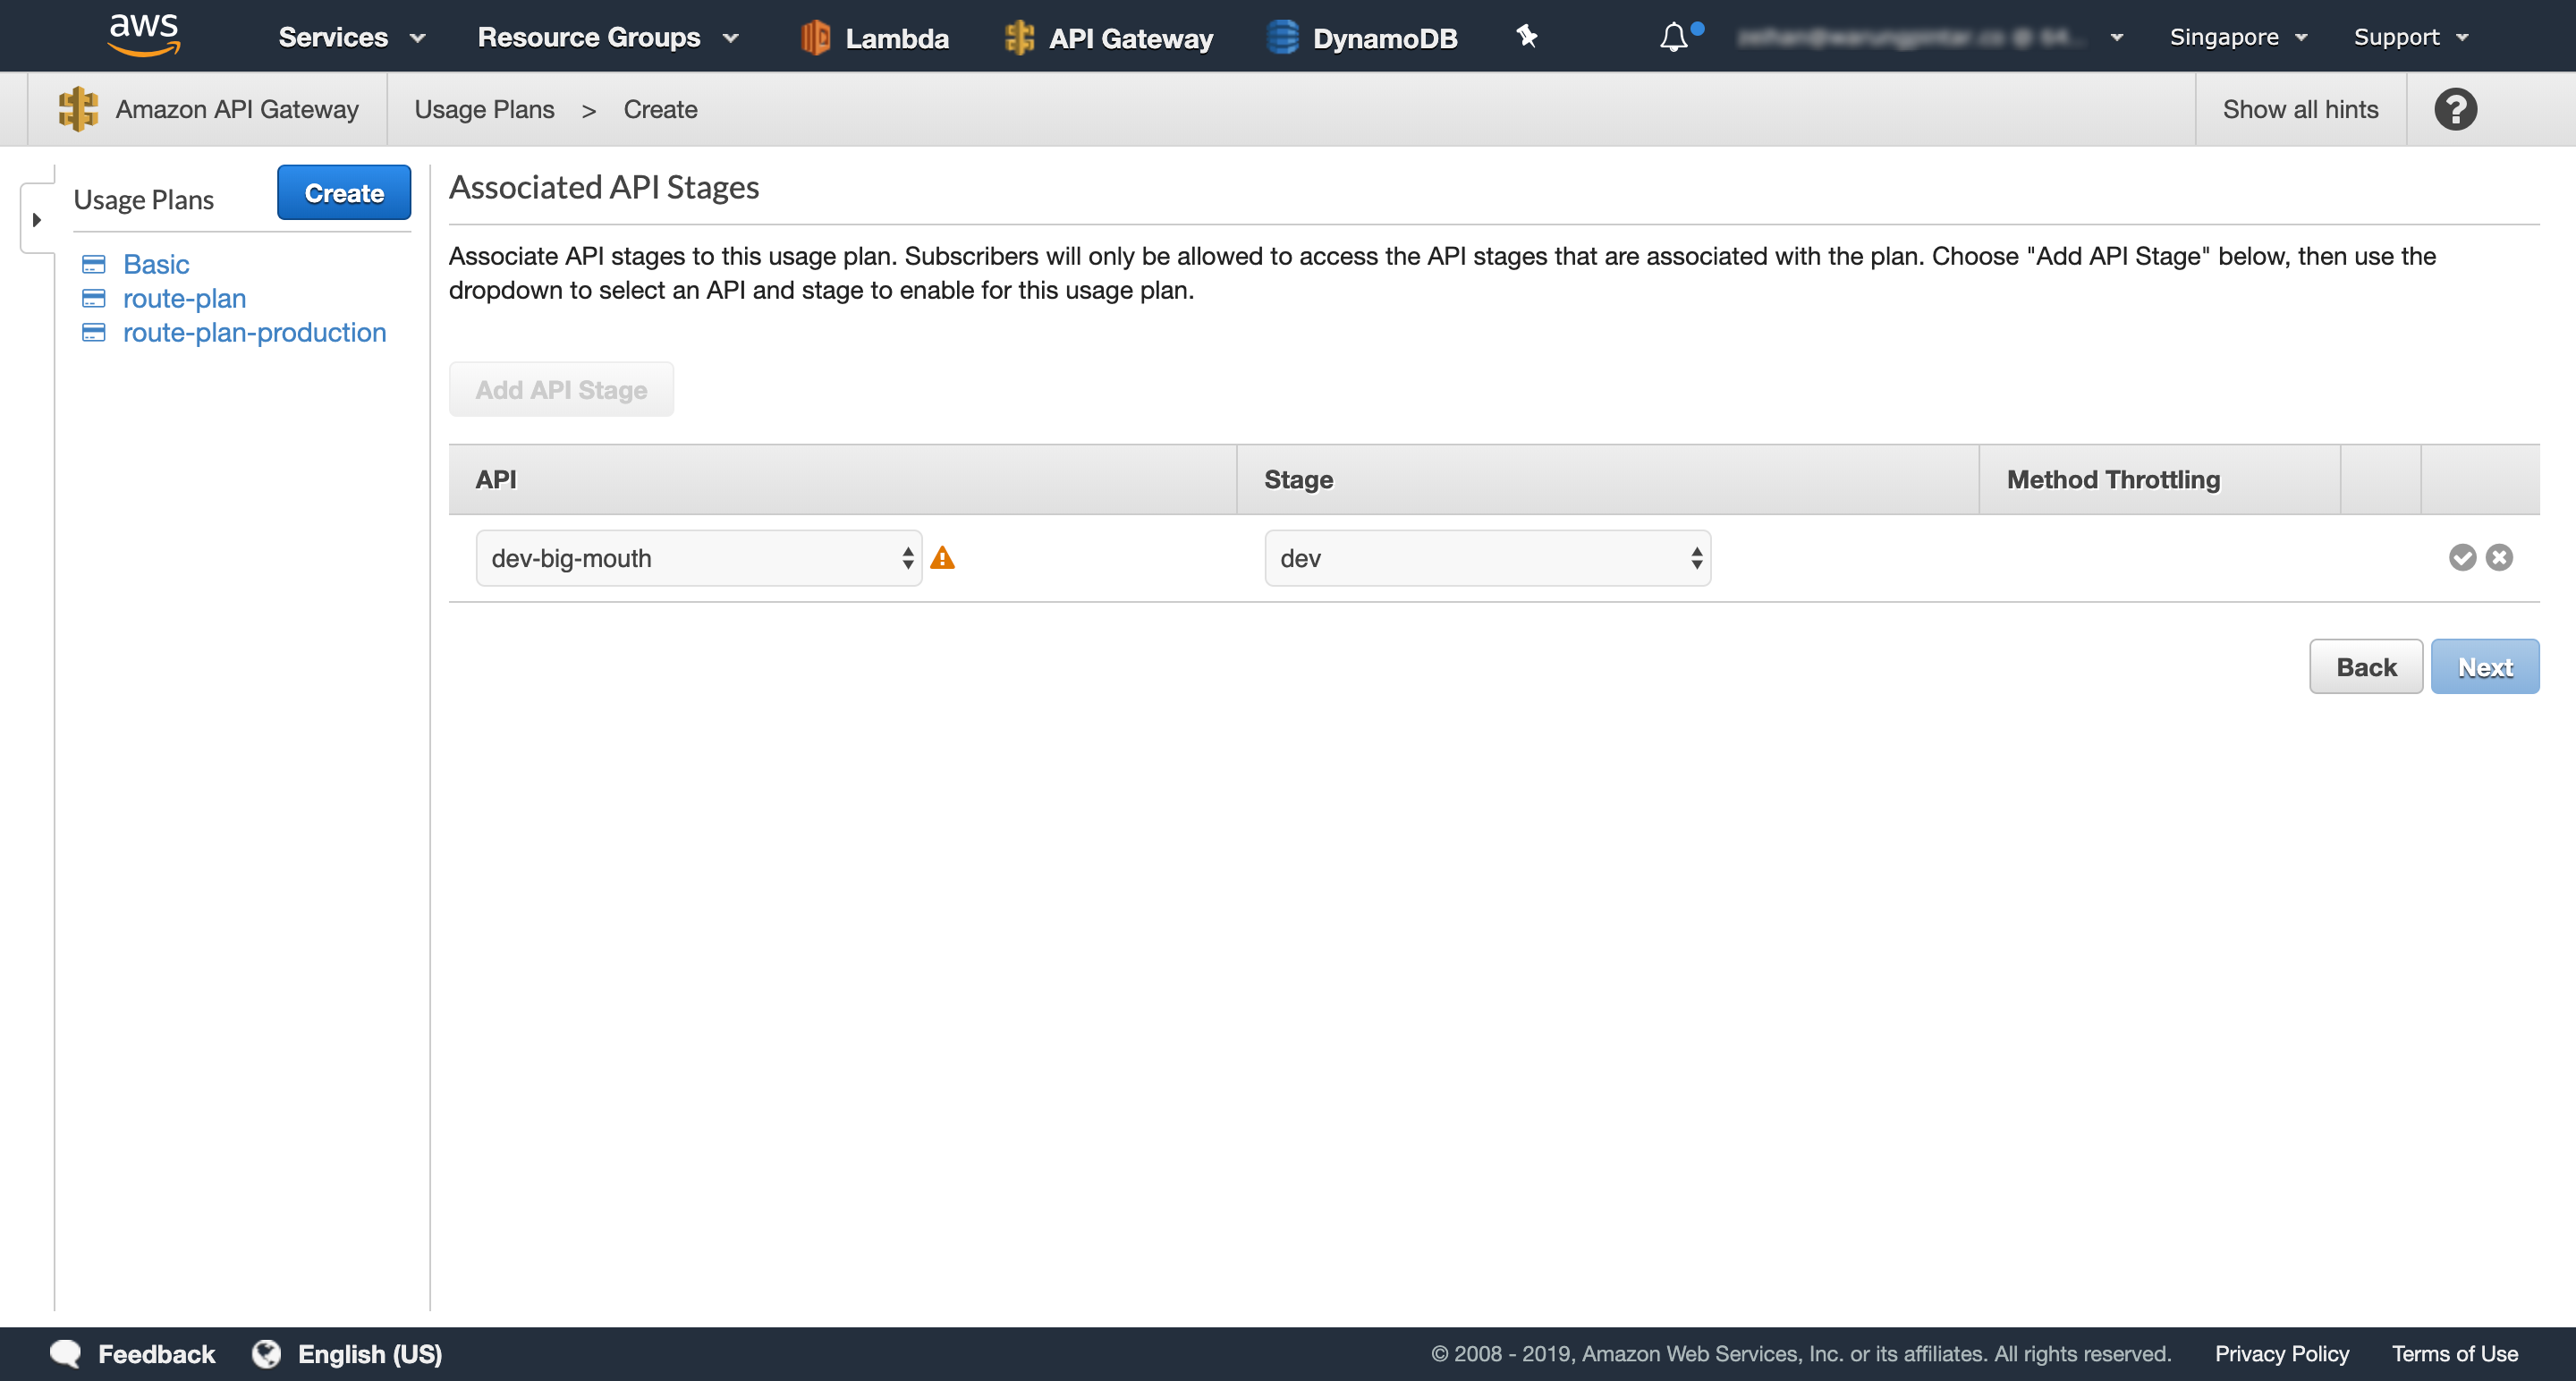 aws Services Resource Groups Lambda API Gateway DynamoDB Singapore Support
Amazon API Gateway Usage Plans > Create Show all hints ?
Usage Plans Create
Basic
route-plan
route-plan-production
Associated API Stages
Associate API stages to this usage plan. Subscribers will only be allowed to access the API stages that are associated with the plan. Choose "Add API Stage" below, then use the
dropdown to select an API and stage to enable for this usage plan.
Add API Stage
API Stage Method Throttling
dev-big-mouth dev
Back Next
Feedback English (US) © 2008 - 2019, Amazon Web Services, Inc. or its affiliates. All rights reserved. Privacy Policy Terms of Use